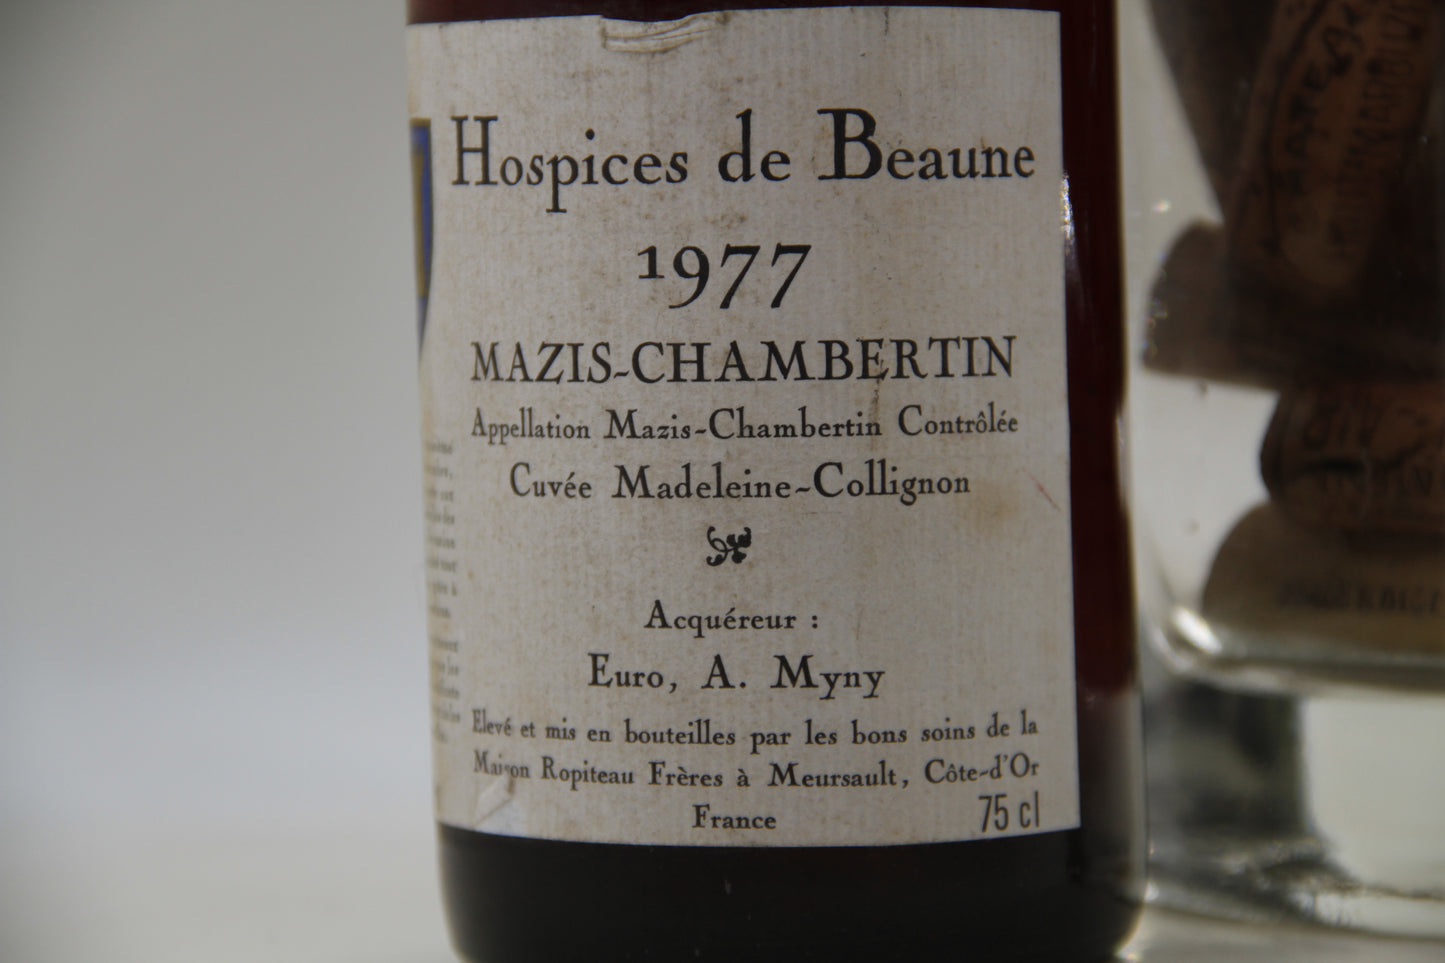 Hospices de Beaune
1977
MAZIS-CHAMBERTIN
Appellation Mazis-Chambertin Contrôlée
Cuvée Madeleine-Collignon
Acquéreur :
Euro, A. Myny
Elevé et mis en bouteilles par les bons soins de la
Maison Ropiteau Frères à Meursault, Côte-d'Or
France
75 cl